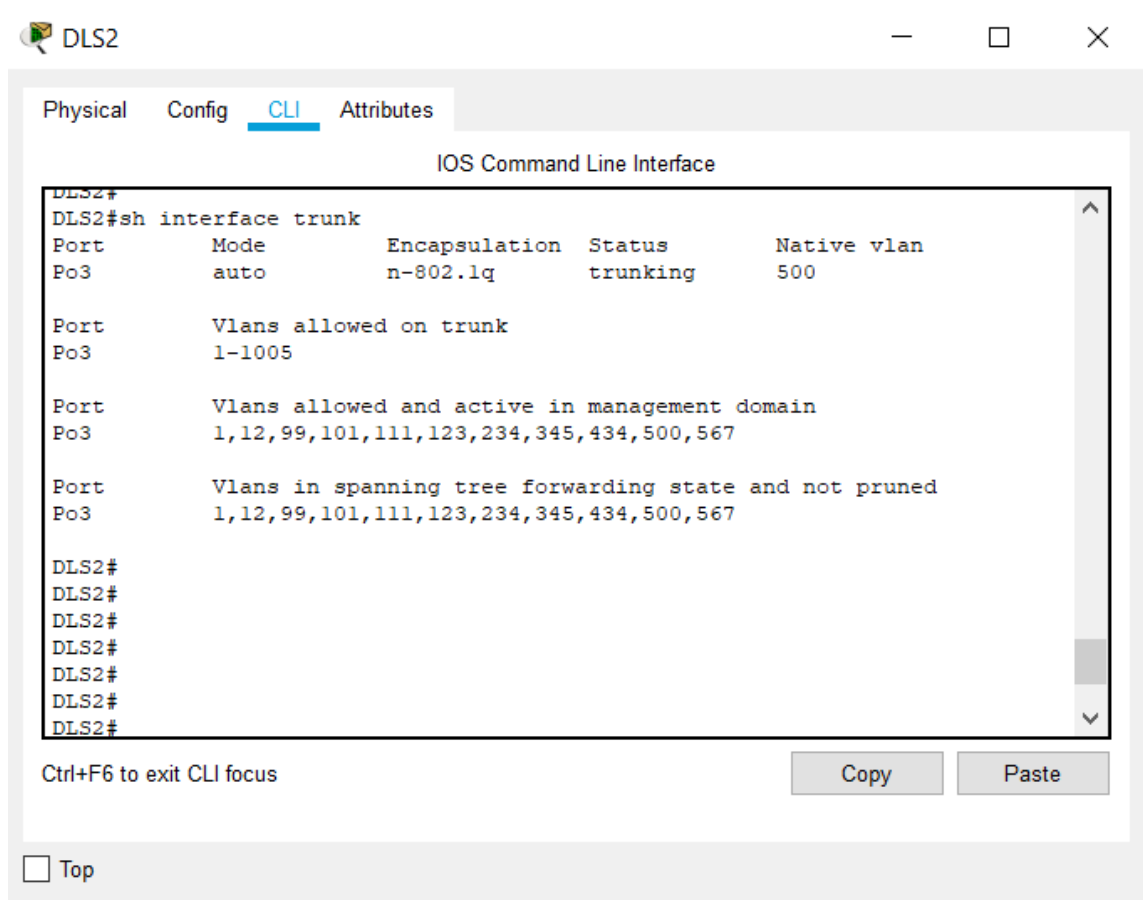 DLS2
Physical Config CLI Attributes
IOS Command Line Interface
DLS2#
DLS2#sh interface trunk
Port Mode Encapsulation Status Native vlan
Po3 auto n-802.1q trunking 500
Port Vlans allowed on trunk
Po3 1-1005
Port Vlans allowed and active in management domain
Po3 1,12,99,101,111,123,234,345,434,500,567
Port Vlans in spanning tree forwarding state and not pruned
Po3 1,12,99,101,111,123,234,345,434,500,567
DLS2#
DLS2#
DLS2#
DLS2#
DLS2#
DLS2#
DLS2#
Ctrl+F6 to exit CLI focus
Copy Paste
Top